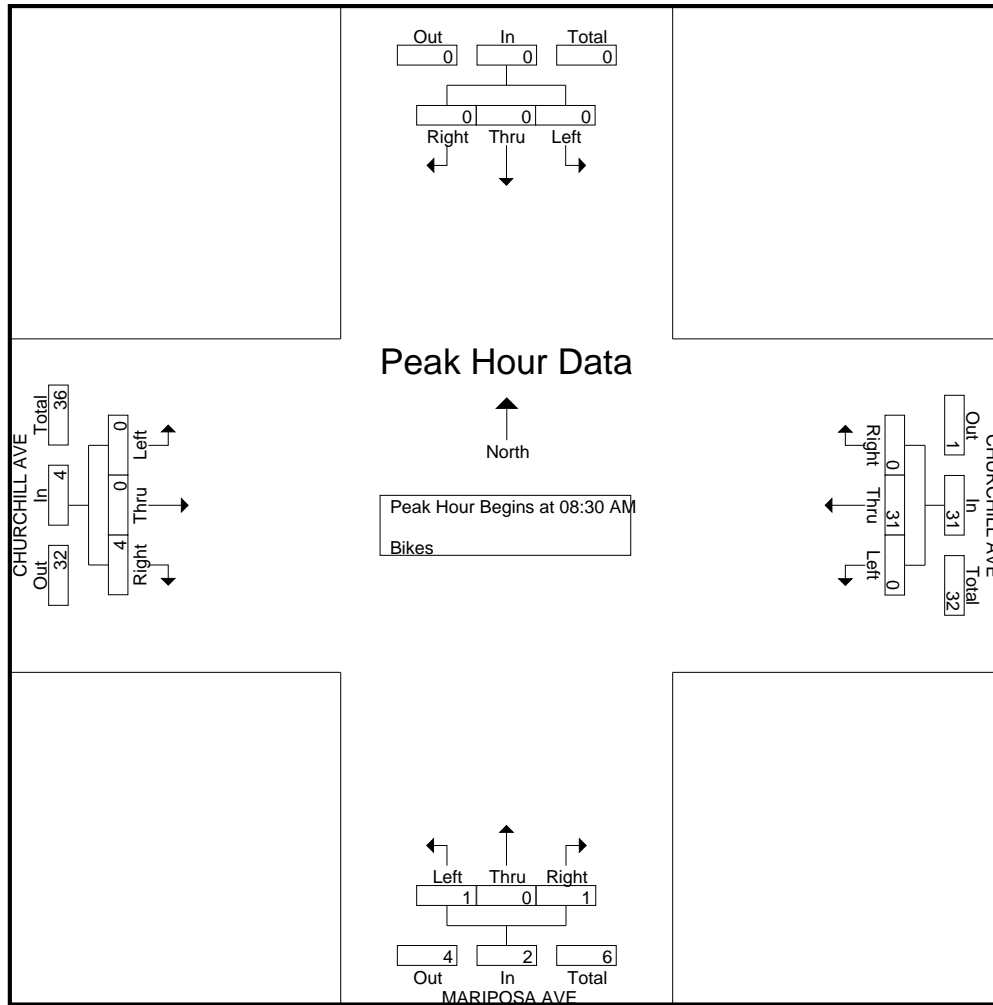 Out In Total
0 0 0
0 0 0
Right Thru Left
Peak Hour Data
North
Peak Hour Begins at 08:30 AM
Bikes
CHURCHILL AVE
Out In Total
32 4 36
4 0 0
Right Thru Left
CHURCHILL AVE
Out In Total
1 31 32
0 31 0
Right Thru Left
Left Thru Right
1 0 1
4 2 6
Out In Total
MARIPOSA AVE